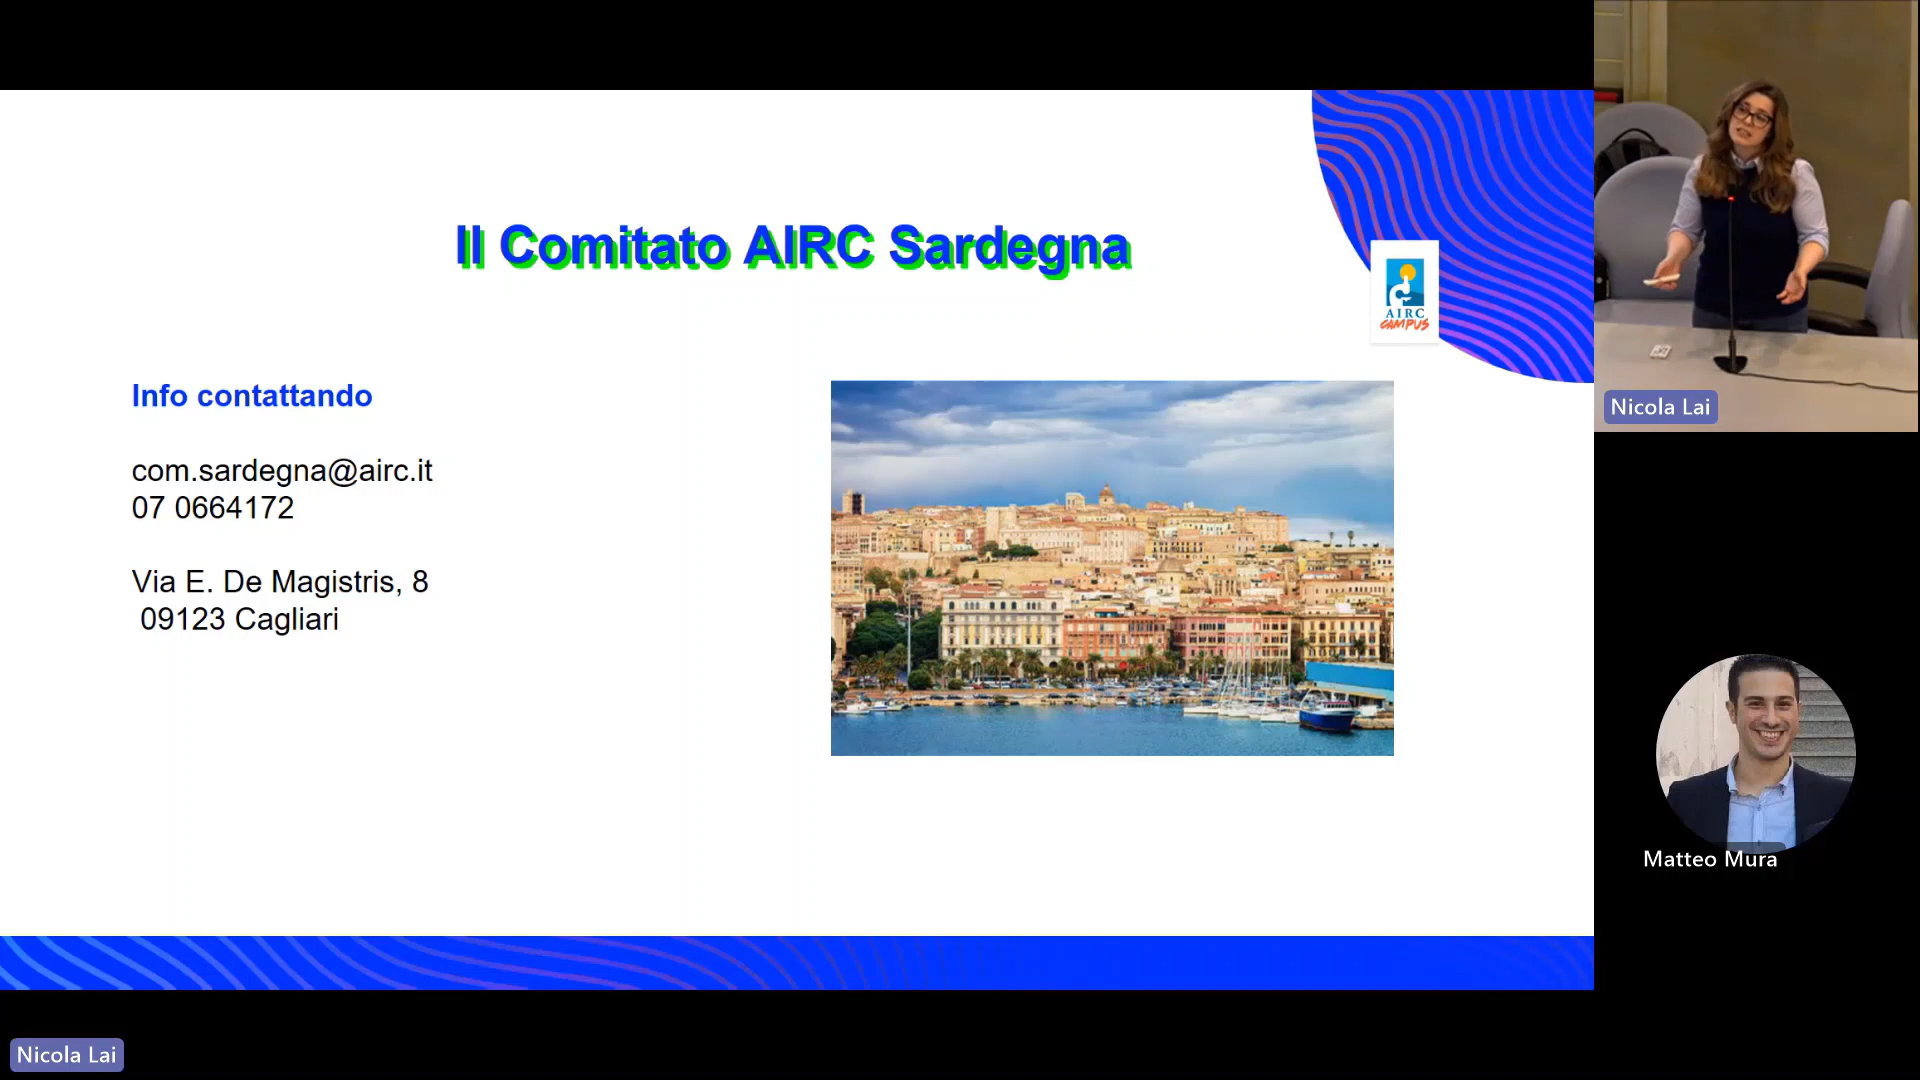 Il Comitato AIRC Sardegna
AIRC
CAMPUS
Info contattando
com.sardegna@airc.it
07 0664172
Via E. De Magistris, 8
09123 Cagliari
Nicola Lai
Matteo Mura
Nicola Lai